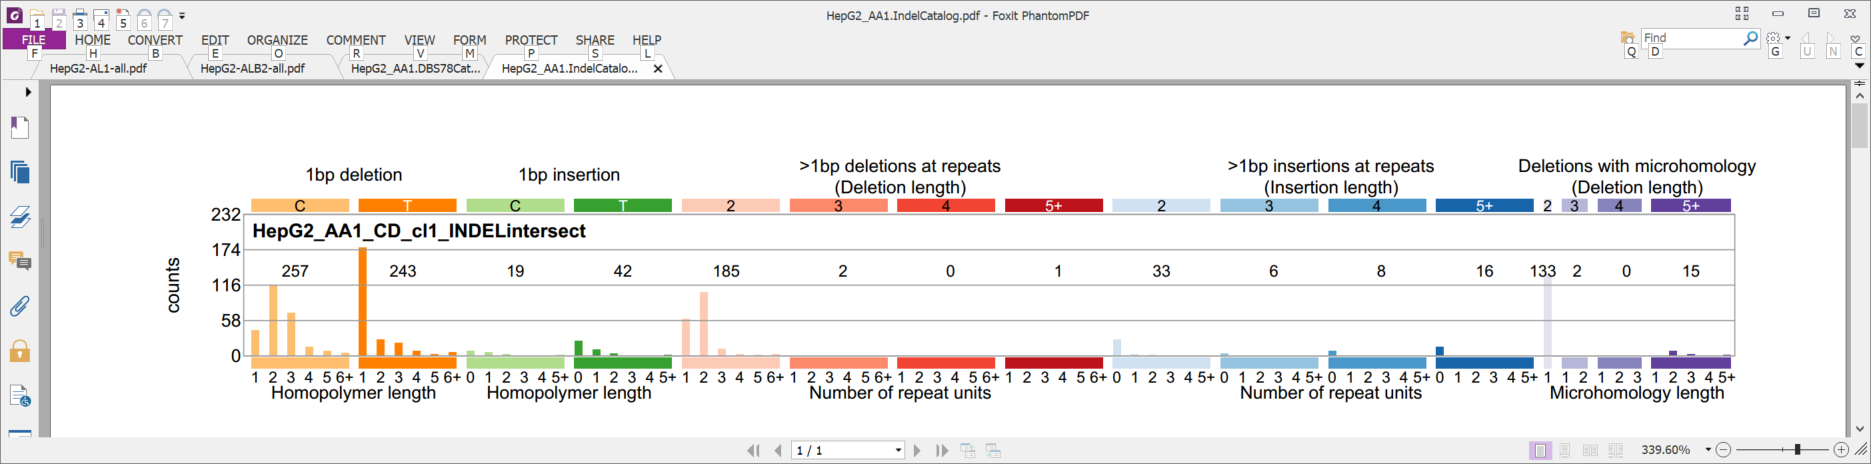 HepG2_AA1.IndelCatalog.pdf - Foxit PhantomPDF
1 2 3 4 5 6 7
FILE HOME CONVERT EDIT ORGANIZE COMMENT VIEW FORM PROTECT SHARE HELP
Find
F H B E O R V M P S L Q D G U N C
HepG2-AL1-all.pdf HepG2-ALB2-all.pdf HepG2_AA1.DBS78Cat... HepG2_AA1.IndelCatalo...
1bp deletion 1bp insertion >1bp deletions at repeats (Deletion length) >1bp insertions at repeats (Insertion length) Deletions with microhomology (Deletion length)
C T C T 2 3 4 5+ 2 3 4 5+ 2 3 4 5+
232
HepG2_AA1_CD_cl1_INDELintersect
174
257 243 19 42 185 2 0 1 33 6 8 16 133 2 0 15
116
58
0
counts
1 2 3 4 5 6+ 1 2 3 4 5 6+ 0 1 2 3 4 5+ 0 1 2 3 4 5+ 1 2 3 4 5 6+ 1 2 3 4 5 6+ 1 2 3 4 5 6+ 1 2 3 4 5 6+ 0 1 2 3 4 5+ 0 1 2 3 4 5+ 0 1 2 3 4 5+ 0 1 2 3 4 5+ 1 1 2 1 2 3 1 2 3 4 5+
Homopolymer length Homopolymer length Number of repeat units Number of repeat units Microhomology length
1 / 1 339.60%